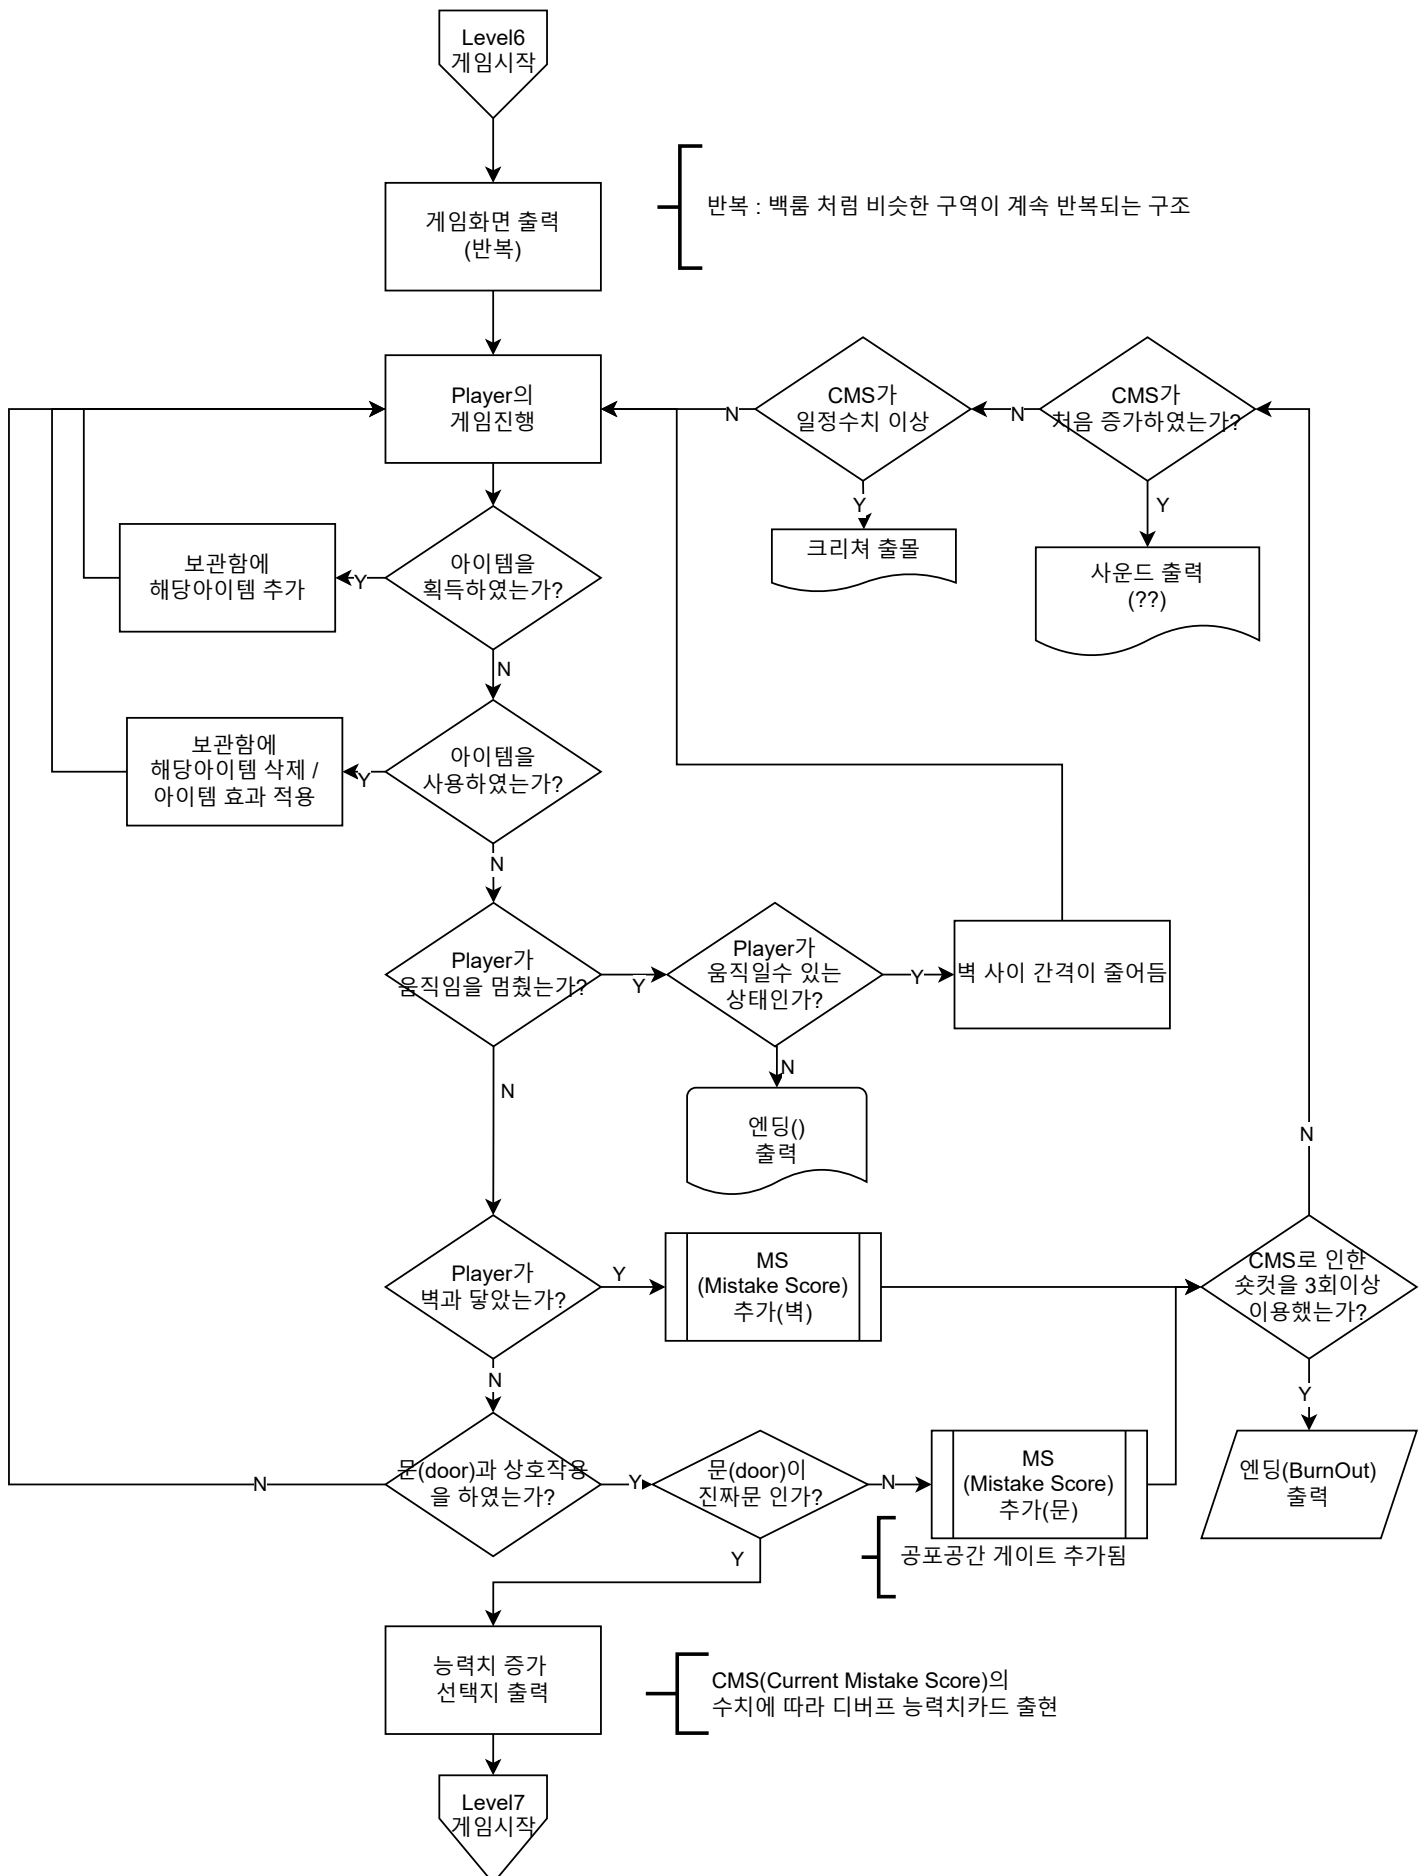 Level6
게임시작
게임화면 출력
(반복)
반복 : 백룸 처럼 비슷한 구역이 계속 반복되는 구조
Player의
게임진행
CMS가
일정수치 이상
CMS가
처음 증가하였는가?
N
N
Y
Y
크리쳐 출몰
사운드 출력
(??)
아이템을
획득하였는가?
Y
보관함에
해당아이템 추가
N
아이템을
사용하였는가?
Y
보관함에
해당아이템 삭제 /
아이템 효과 적용
N
Player가
움직임을 멈췄는가?
Y
Player가
움직일수 있는
상태인가?
Y
벽 사이 간격이 줄어듬
N
엔딩()
출력
N
Player가
벽과 닿았는가?
Y
MS
(Mistake Score)
추가(벽)
CMS로 인한
숏컷을 3회이상
이용했는가?
N
Y
엔딩(BurnOut)
출력
N
문(door)과 상호작용
을 하였는가?
N
Y
문(door)이
진짜문 인가?
N
MS
(Mistake Score)
추가(문)
공포공간 게이트 추가됨
Y
능력치 증가
선택지 출력
CMS(Current Mistake Score)의
수치에 따라 디버프 능력치카드 출현
Level7
게임시작